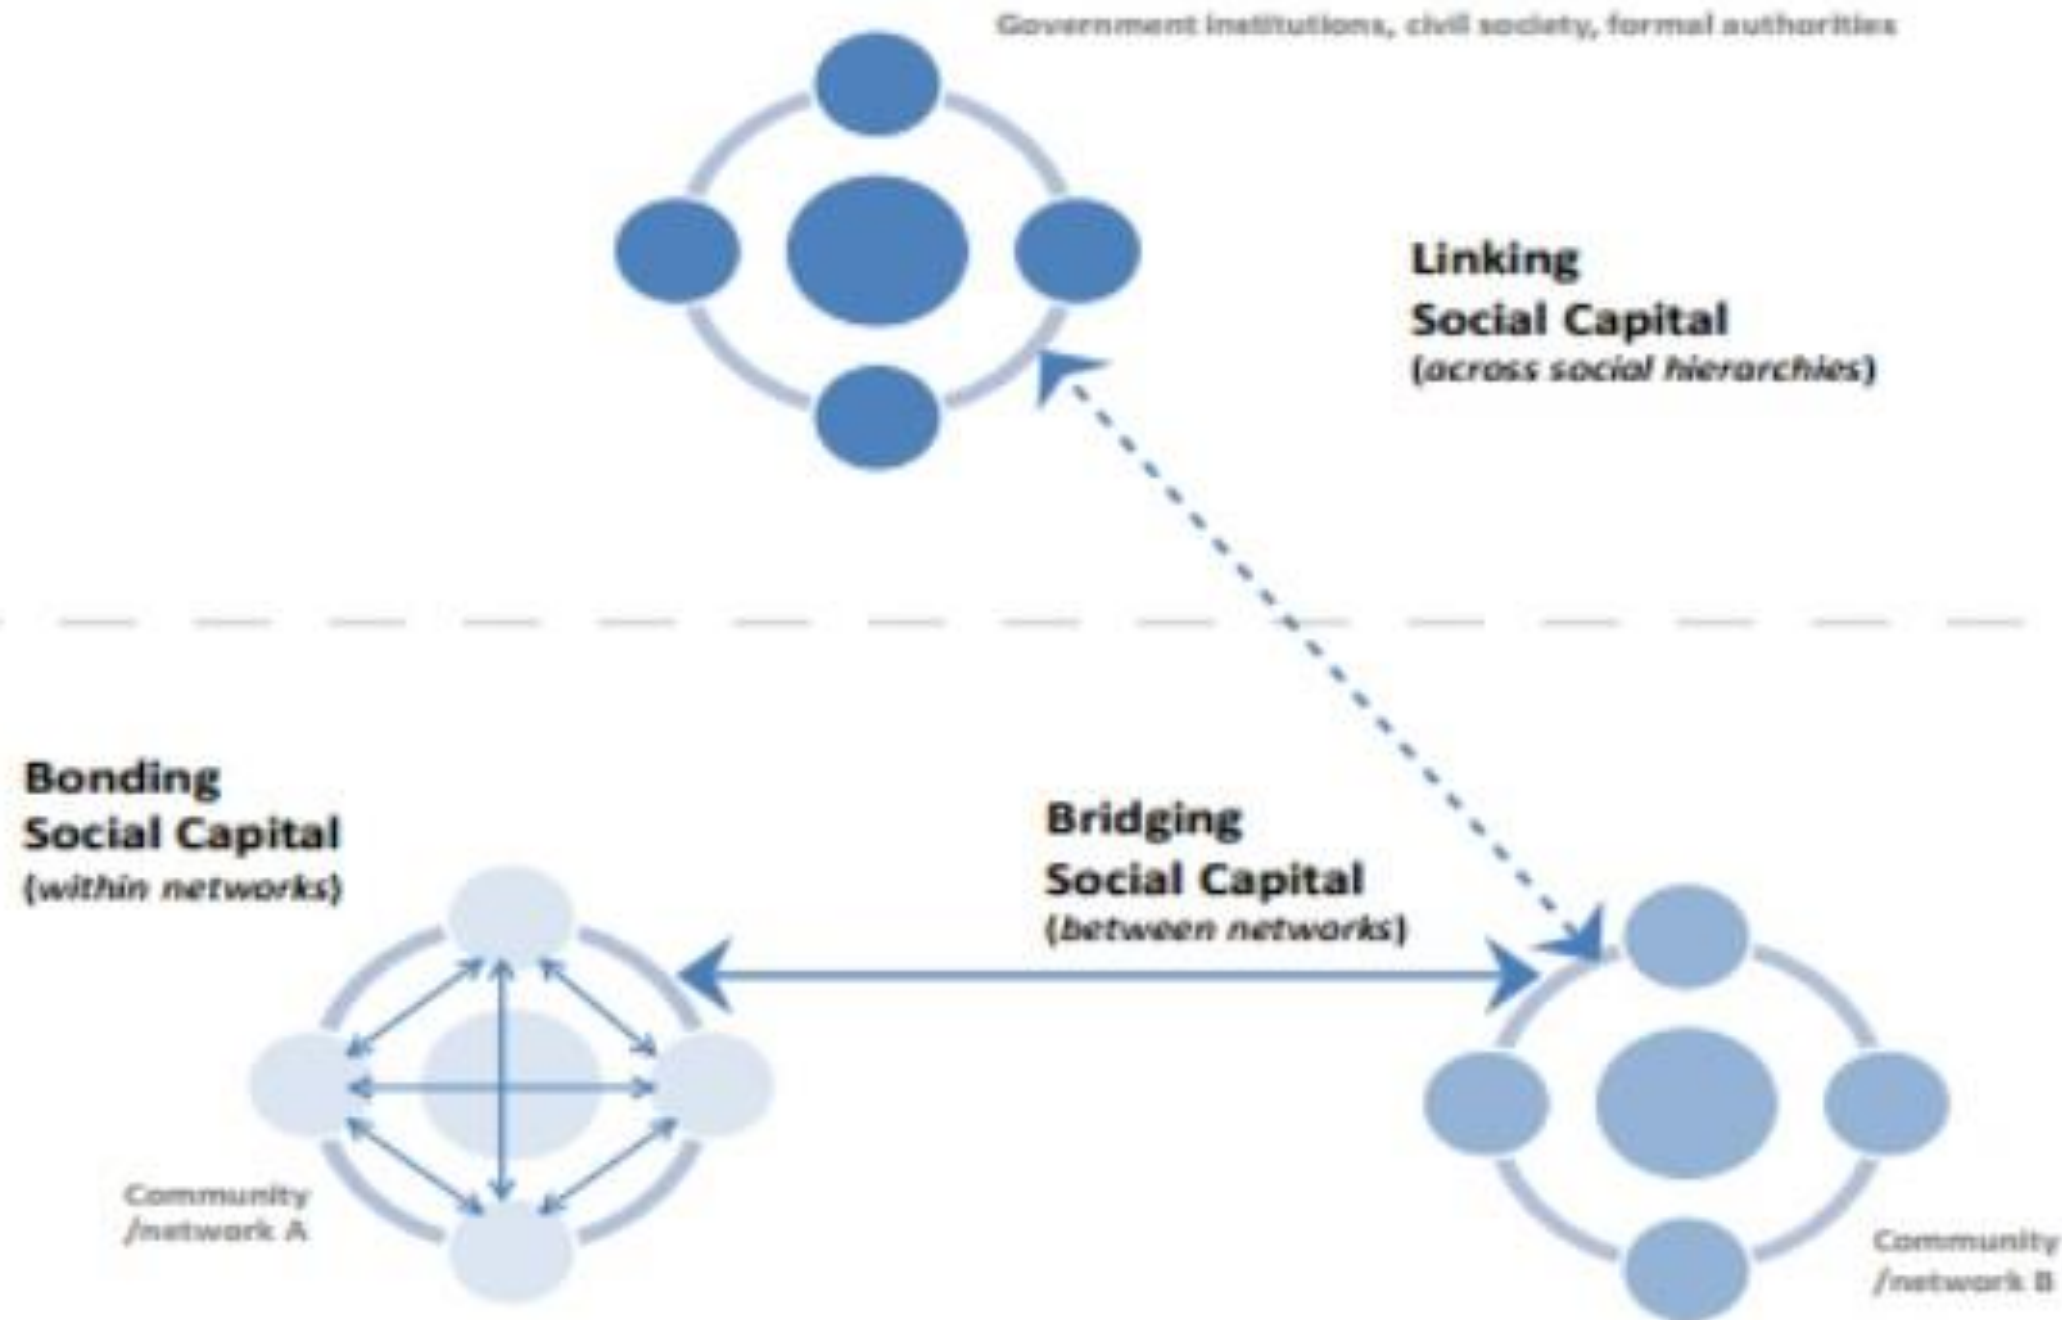 Government institutions, civil society, formal authorities
Linking
Social Capital
(across social hierarchies)
Bonding
Social Capital
(within networks)
Bridging
Social Capital
(between networks)
Community
/network A
Community
/network B